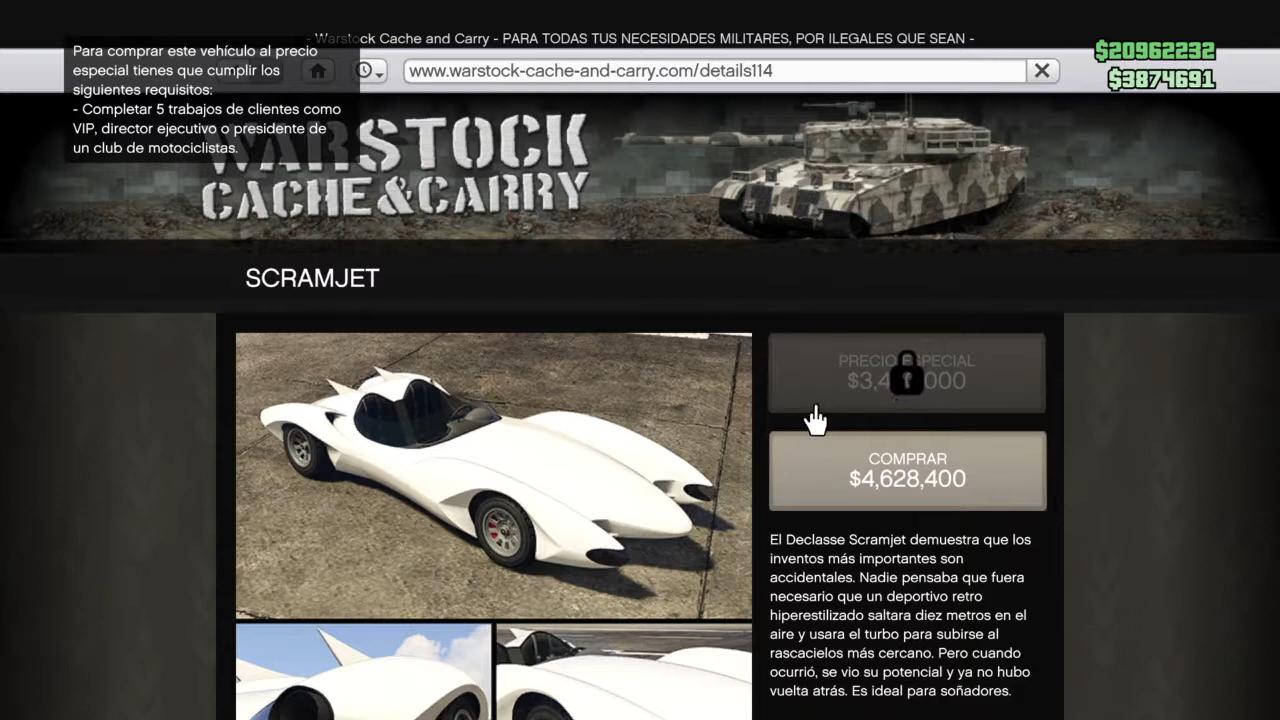 - Warstock Cache and Carry - PARA TODAS TUS NECESIDADES MILITARES, POR ILEGALES QUE SEAN -
Para comprar este vehículo al precio
especial tienes que cumplir los
siguientes requisitos:
- Completar 5 trabajos de clientes como
VIP, director ejecutivo o presidente de
un club de motociclistas.
www.warstock-cache-and-carry.com/details114
$20962232
$3874691
WARSTOCK
CACHE&CARRY
SCRAMJET
PRECIO ESPECIAL
COMPRAR
$4,628,400
El Declasse Scramjet demuestra que los
inventos más importantes son
accidentales. Nadie pensaba que fuera
necesario que un deportivo retro
hiperestilizado saltara diez metros en el
aire y usara el turbo para subirse al
rascacielos más cercano. Pero cuando
ocurrió, se vio su potencial y ya no hubo
vuelta atrás. Es ideal para soñadores.